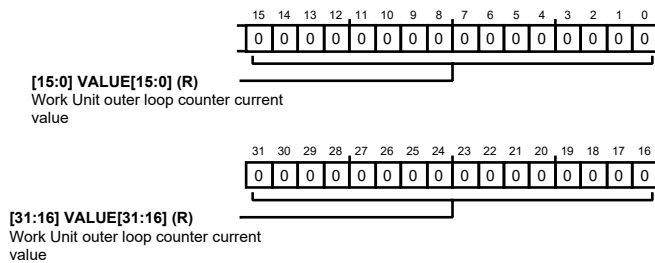 15 14 13 12 11 10 9 8 7 6 5 4 3 2 1 0
0 0 0 0 0 0 0 0 0 0 0 0 0 0 0 0
[15:0] VALUE[15:0] (R)
Work Unit outer loop counter current
value
31 30 29 28 27 26 25 24 23 22 21 20 19 18 17 16
0 0 0 0 0 0 0 0 0 0 0 0 0 0 0 0
[31:16] VALUE[31:16] (R)
Work Unit outer loop counter current
value